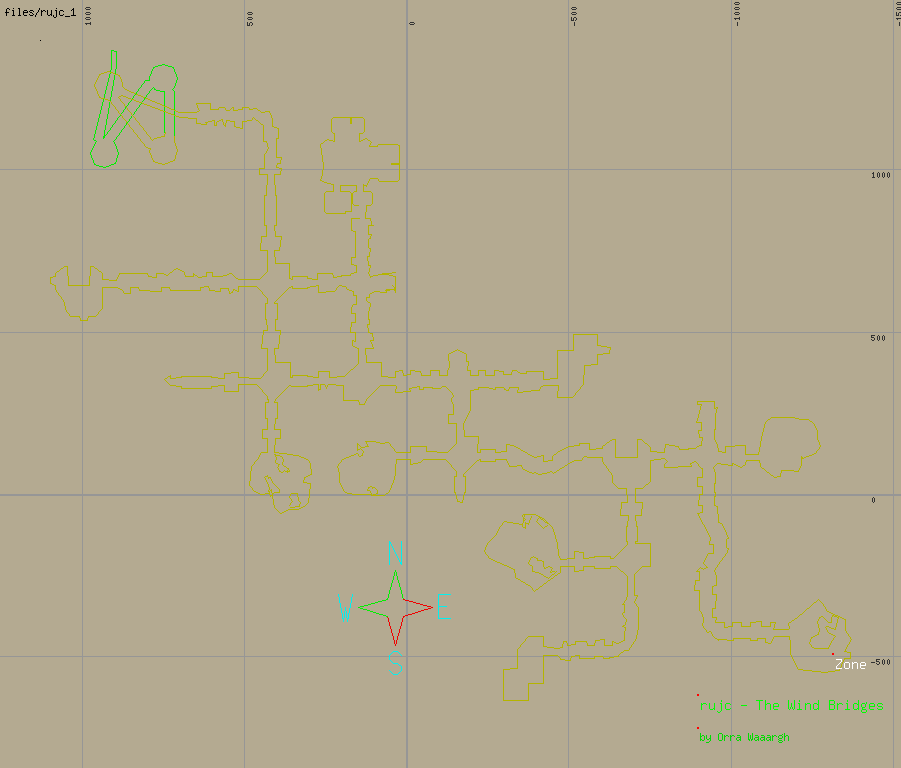 files/rujc_1
1000
500
0
-500
-1000
-1500
1000
500
0
E
W
Zone
-500
rujc - The Wind Bridges
by Orra Waaargh